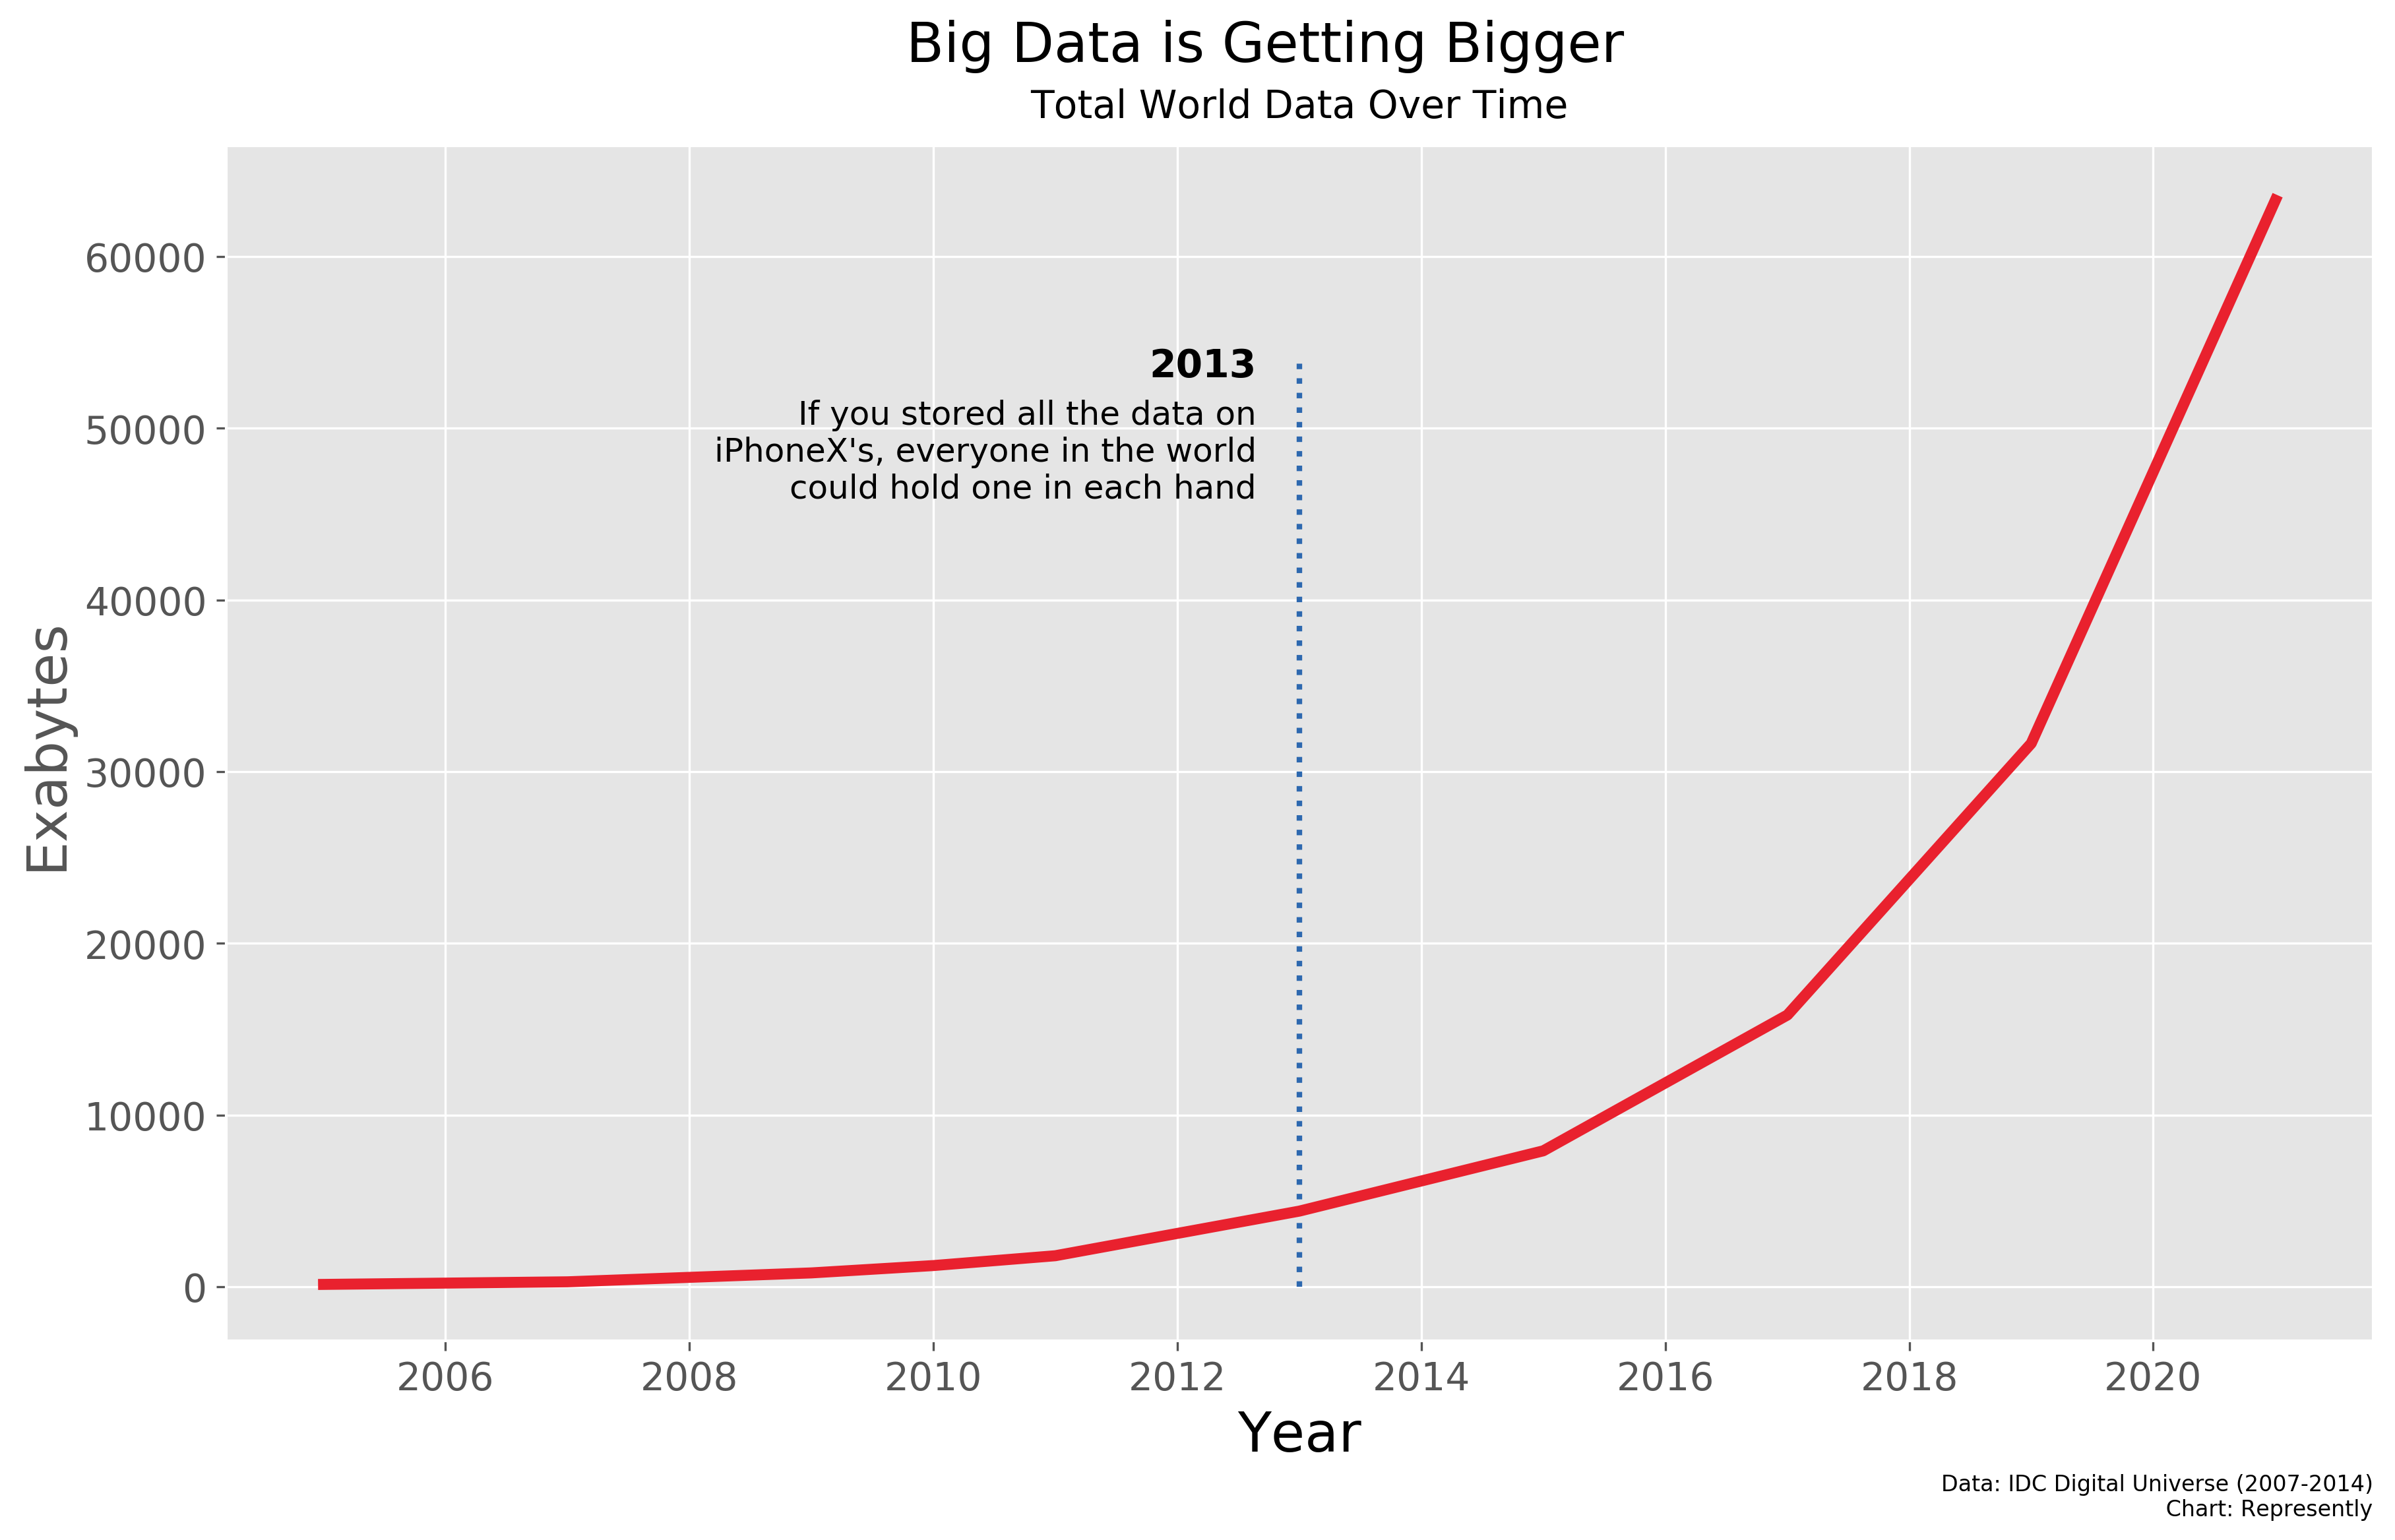 Big Data is Getting Bigger
Total World Data Over Time
60000
50000
40000
30000
20000
10000
0
Exabytes
2013
If you stored all the data on
iPhoneX's, everyone in the world
could hold one in each hand
2006 2008 2010 2012 2014 2016 2018 2020
Year
Data: IDC Digital Universe (2007-2014)
Chart: Represently